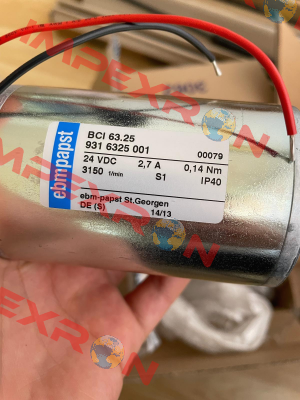 BCI 63.25
931 6325 001 00079
24 VDC 2,7 A 0,14 Nm
3150 1/min S1 IP40
ebm-papst St.Georgen
DE (S) 14/13
ebmpapst
IMPEXRON
IMPEXRON